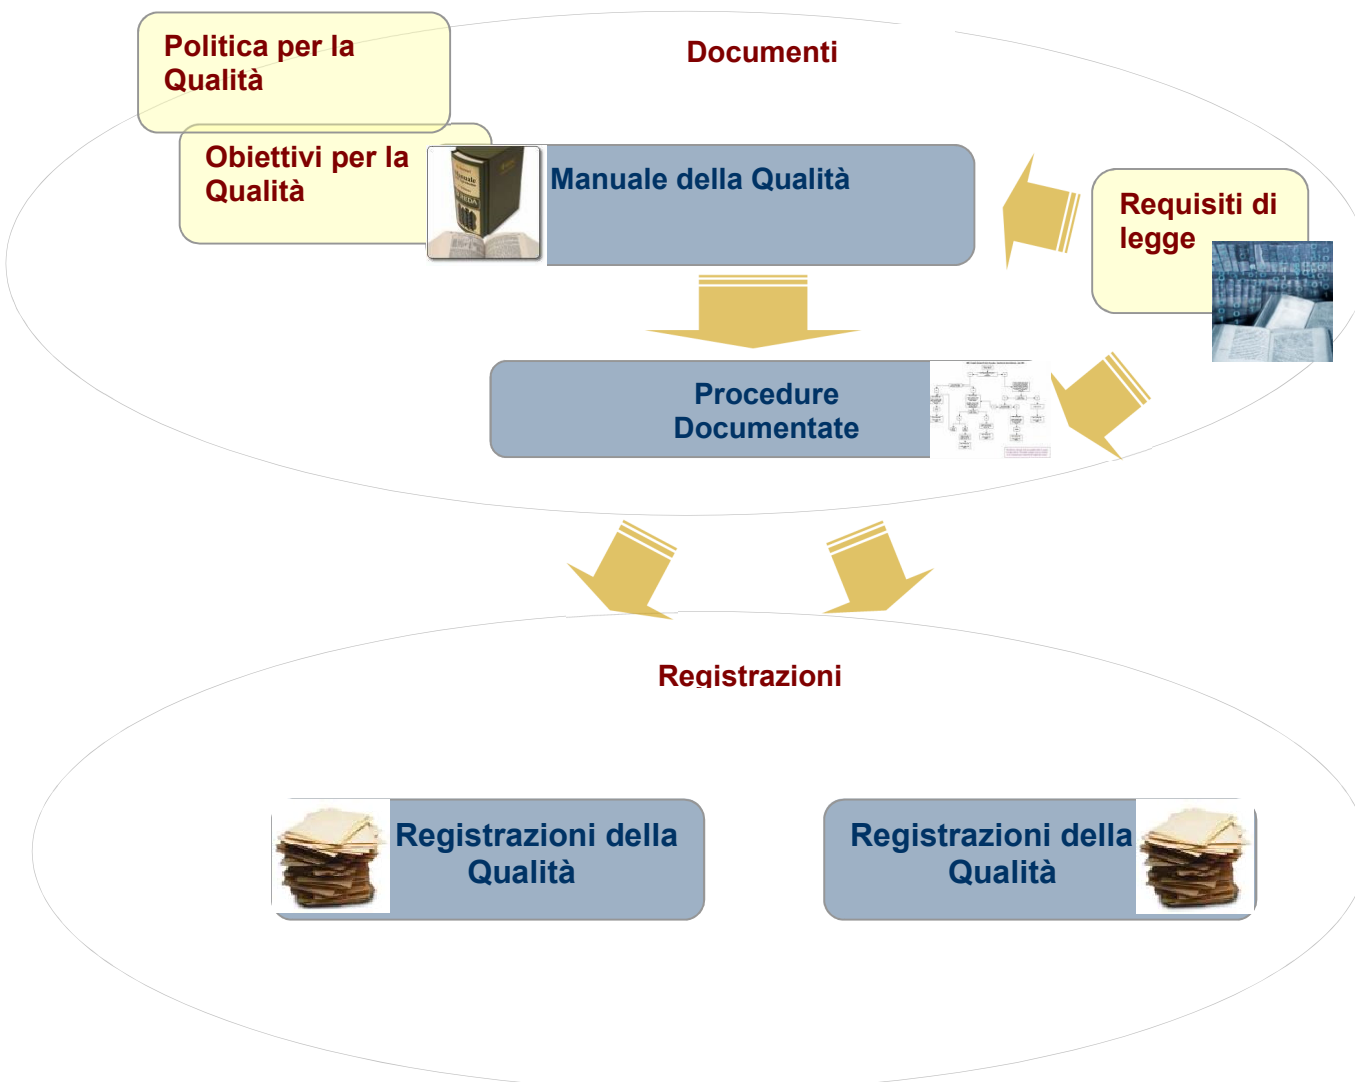 Politica per la
Qualità
Documenti
Obiettivi per la
Qualità
Manuale della Qualità
Requisiti di
legge
Procedure
Documentate
Registrazioni
Registrazioni della
Qualità
Registrazioni della
Qualità